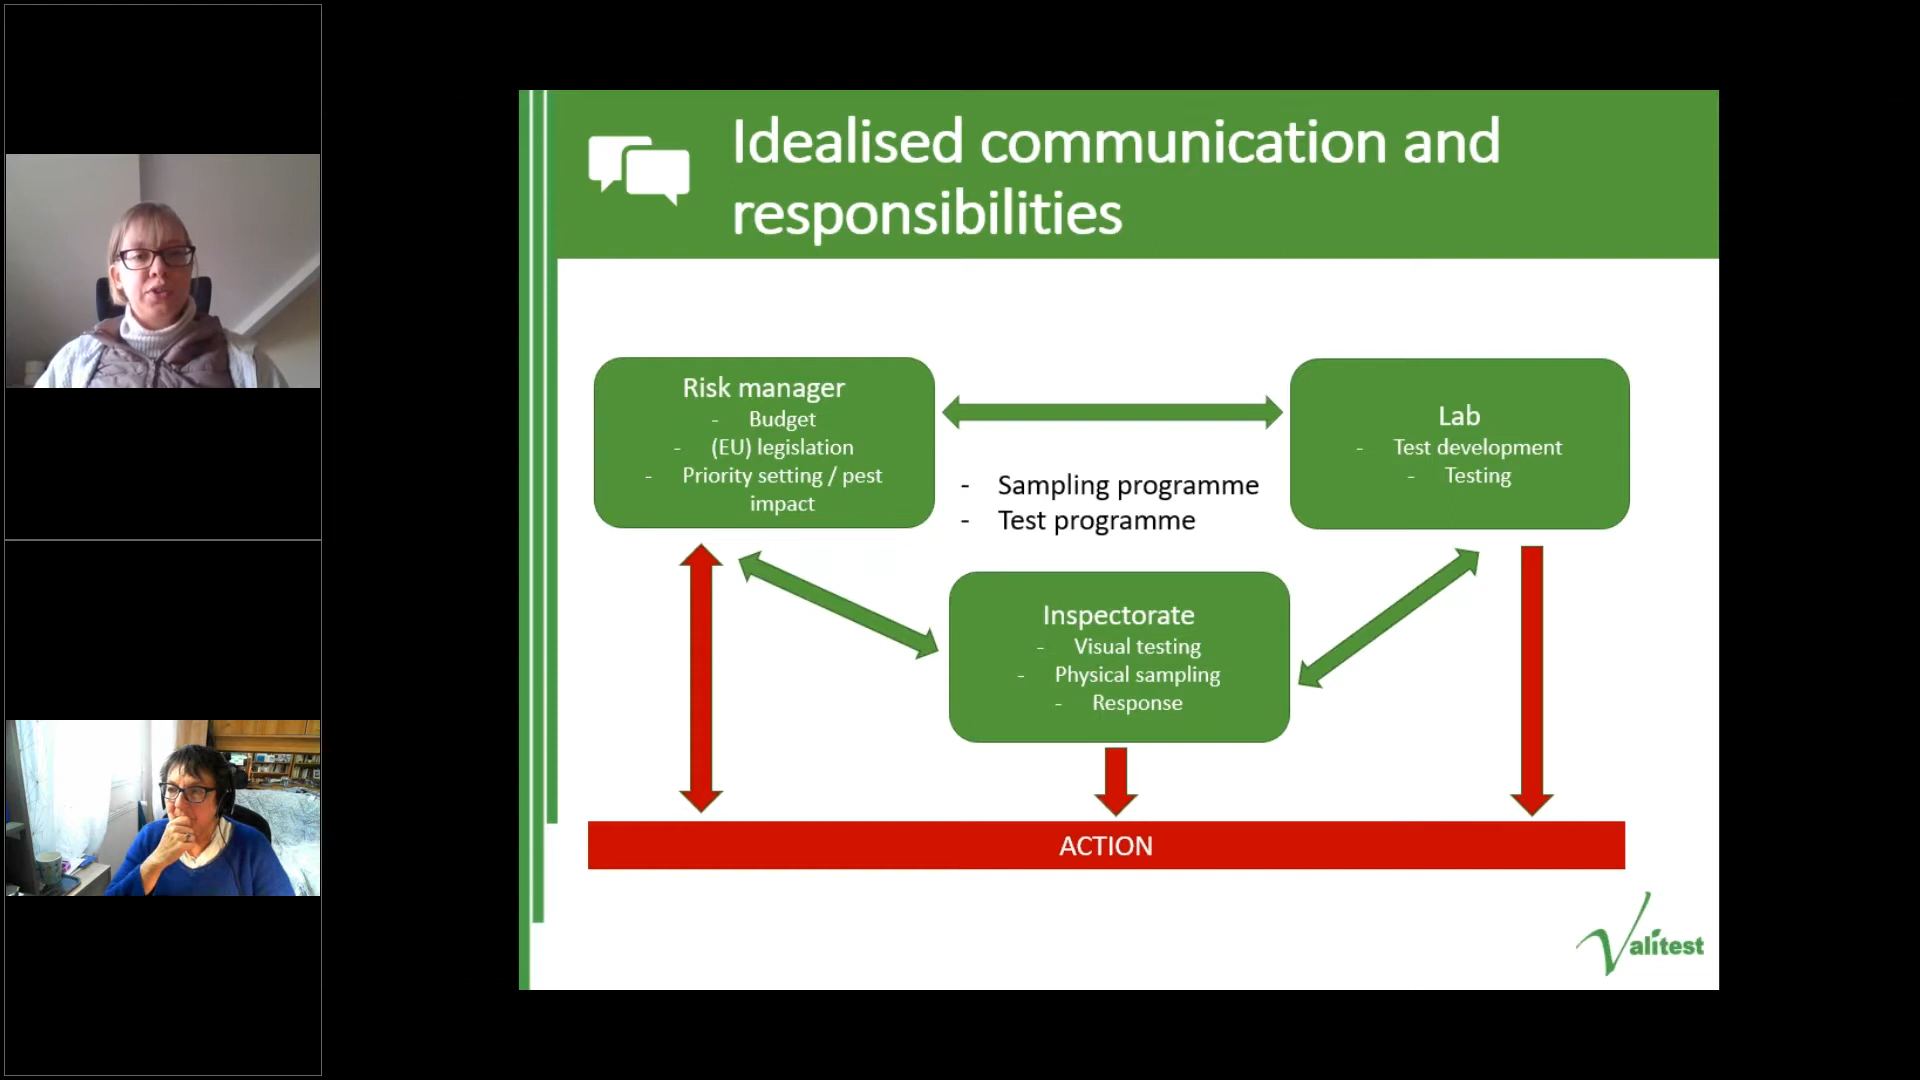 Idealised communication and
responsibilities
Risk manager
- Budget
- (EU) legislation
- Priority setting / pest
impact
Lab
- Test development
- Testing
- Sampling programme
- Test programme
Inspectorate
- Visual testing
- Physical sampling
- Response
ACTION
Valitest